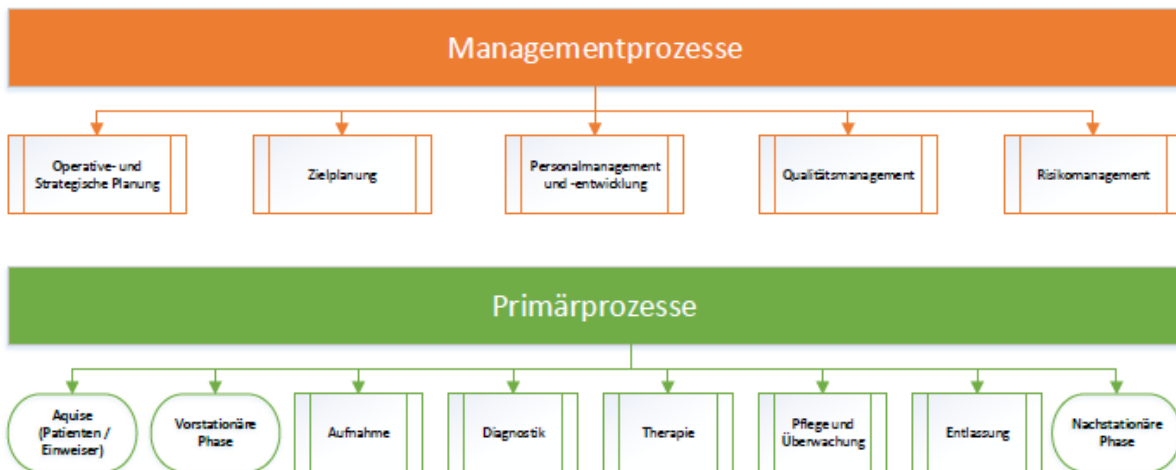 Managementprozesse
Operative- und
Strategische Planung
Zielplanung
Personalmanagement
und -entwicklung
Qualitätsmanagement
Risikomanagement
Primärprozesse
Aquise
(Patienten /
Einweiser)
Vorstationäre
Phase
Aufnahme
Diagnostik
Therapie
Pflege und
Überwachung
Entlassung
Nachstationäre
Phase